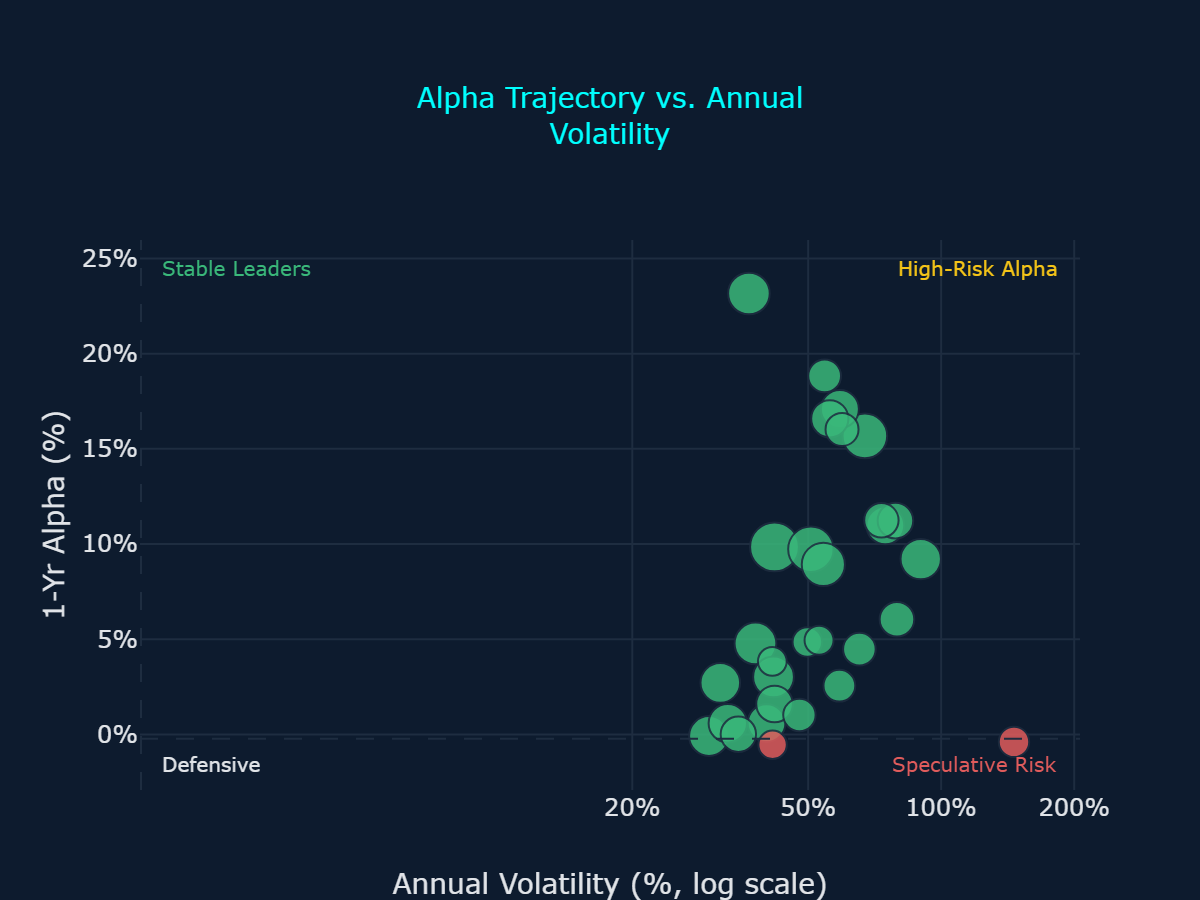 Alpha Trajectory vs. Annual
Volatility
25%
Stable Leaders
High-Risk Alpha
20%
15%
10%
5%
0%
1-Yr Alpha (%)
Defensive
Speculative Risk
20%
50%
100%
200%
Annual Volatility (%, log scale)